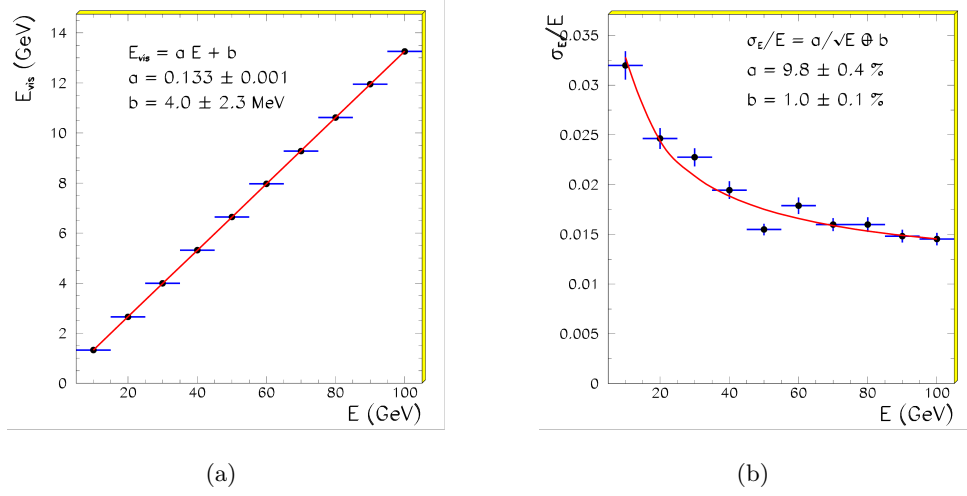 E_vis (GeV)
14
12
10
8
6
4
2
0
E_vis = a E + b
a = 0.133 ± 0.001
b = 4.0 ± 2.3 MeV
20
40
60
80
100
E (GeV)
(a)
σ_E/E
0.035
0.025
0.02
0.015
0.01
0.005
0
σ_E/E = a/√E ⊕ b
a = 9.8 ± 0.4 %
b = 1.0 ± 0.1 %
20
40
60
80
100
E (GeV)
(b)